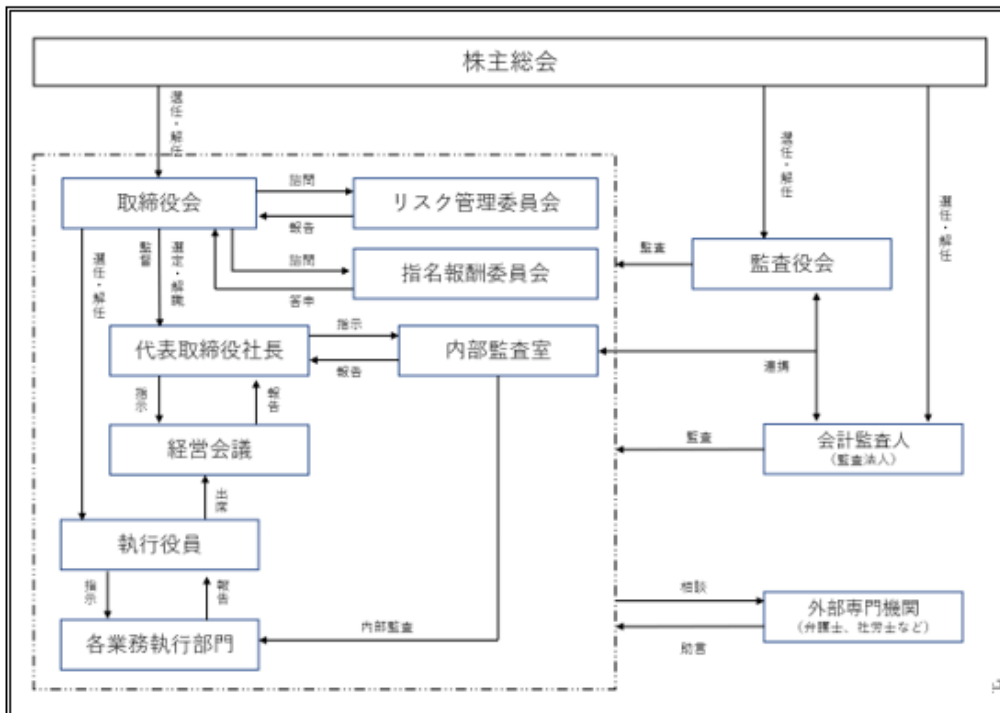 株主総会
選任・解任
選任・解任
選任・解任
取締役会
諮問
報告
リスク管理委員会
選任・解任
監督
選定・解職
諮問
答申
指名報酬委員会
監査
監査役会
代表取締役社長
指示
報告
内部監査室
連携
指示
報告
経営会議
監査
会計監査人
（監査法人）
出席
執行役員
指示
報告
相談
助言
外部専門機関
（弁護士、社労士など）
各業務執行部門
内部監査